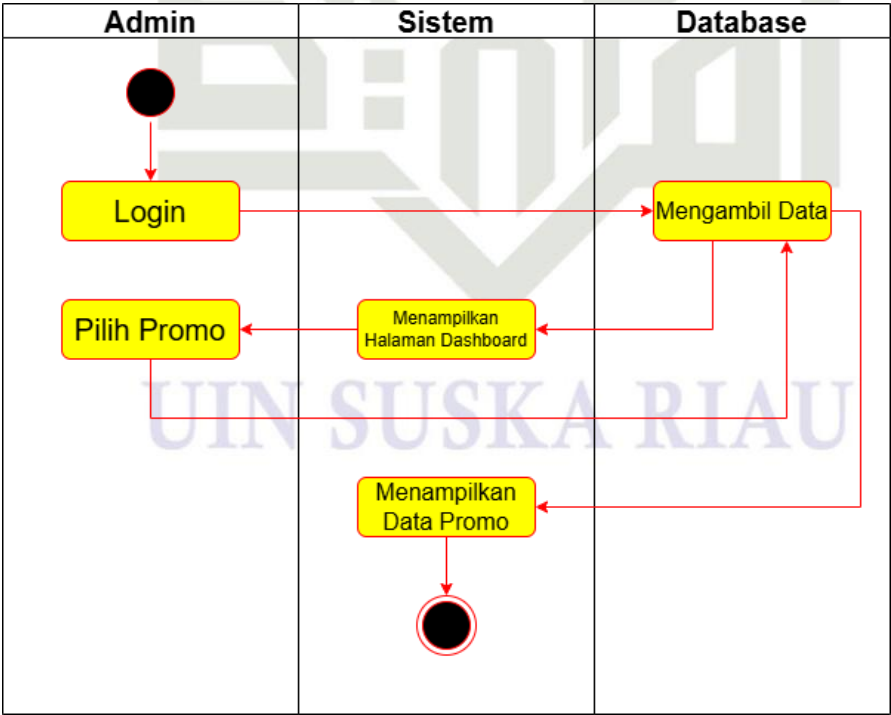 Admin
Sistem
Database
Login
Mengambil Data
Pilih Promo
Menampilkan
Halaman Dashboard
UIN SUSKA RIAU
Menampilkan
Data Promo